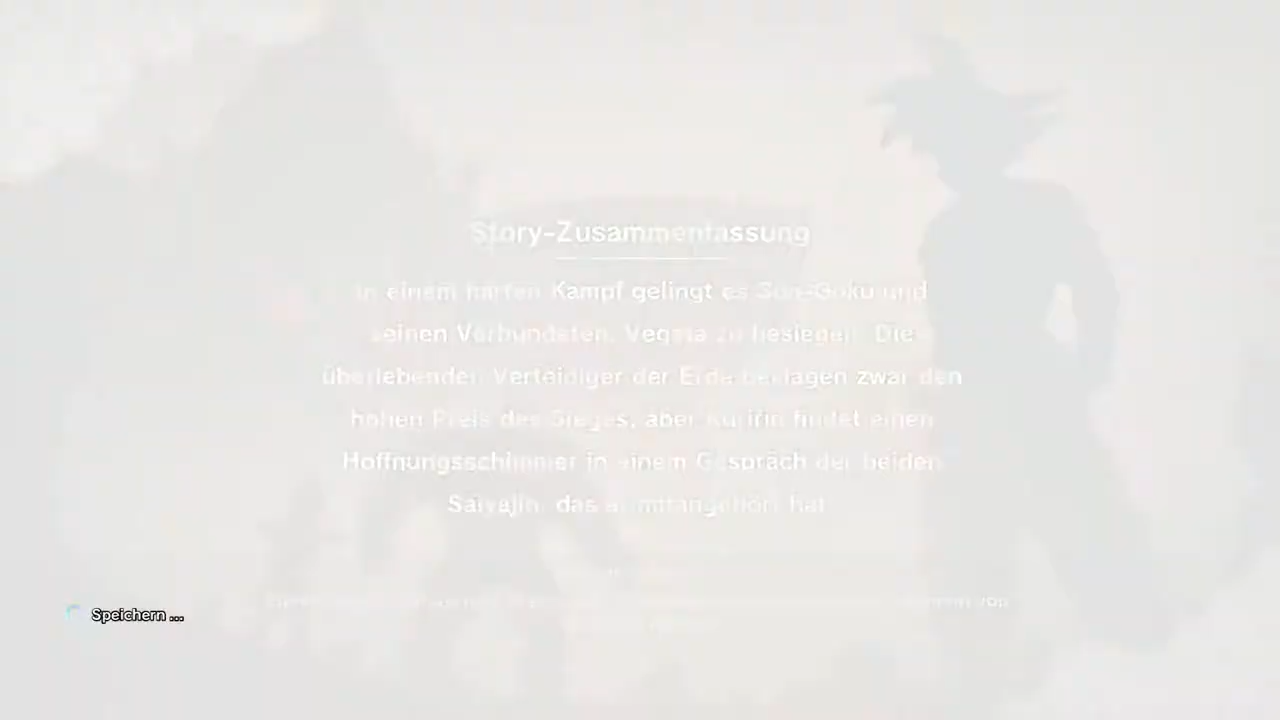 Story-Zusammenfassung
In einem harten Kampf gelingt es Son-Goku und
seinen Verbündeten, Vegeta zu besiegen. Die
überlebenden Verteidiger der Erde beklagen zwar den
hohen Preis des Sieges, aber Kuririn findet einen
Hoffnungsschimmer in einem Gespräch der beiden
Saiyajin, das er mitangehört hat.
Speichern ...